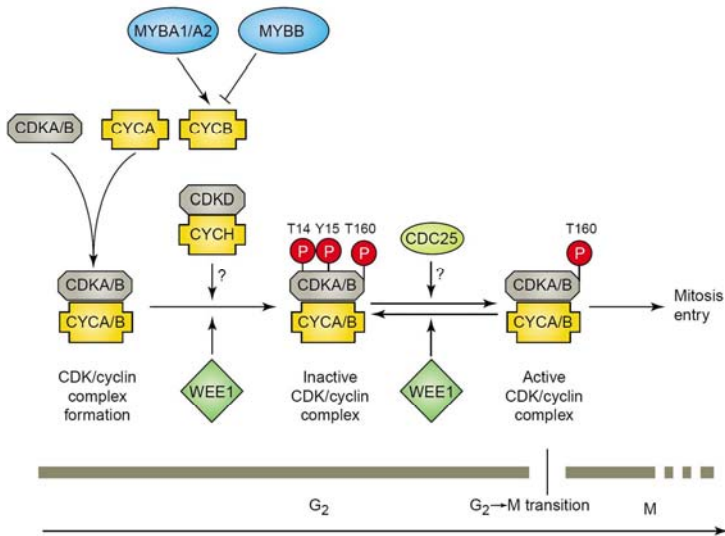 MYBA1/A2
MYBB
CDKA/B
CYCA
CYCB
CDKD
CYCH
?
T14 Y15 T160
P
P
P
CDC25
?
T160
P
CDKA/B
CYCA/B
CDKA/B
CYCA/B
CDKA/B
CYCA/B
Mitosis
entry
CDK/cyclin
complex
formation
WEE1
Inactive
CDK/cyclin
complex
WEE1
Active
CDK/cyclin
complex
G2
G2→M transition
M